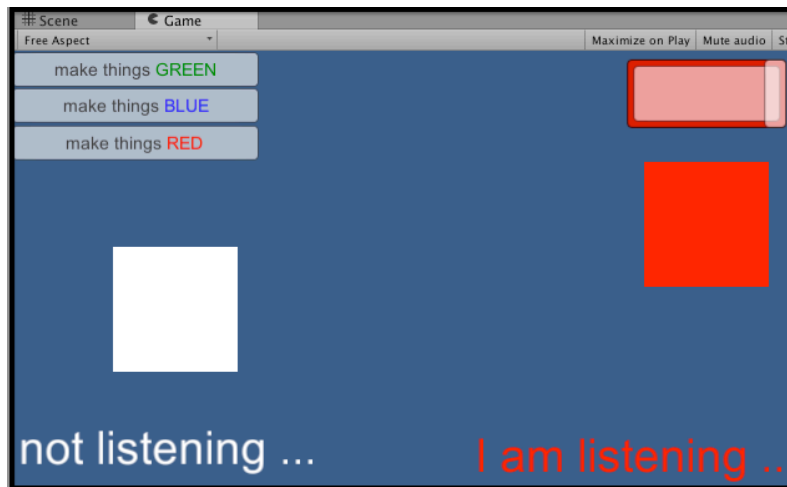 Scene Game
Free Aspect Maximize on Play Mute audio
make things GREEN
make things BLUE
make things RED
not listening ...
I am listening ..